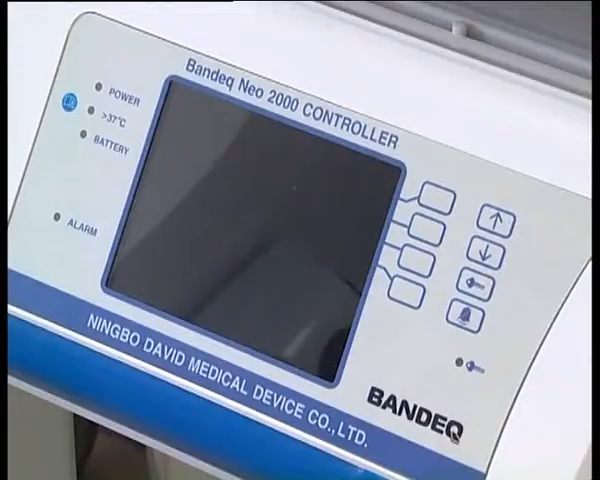 Bandeq Neo 2000 CONTROLLER
POWER
>37°C
BATTERY
ALARM
NINGBO DAVID MEDICAL DEVICE CO., LTD.
BANDEQ